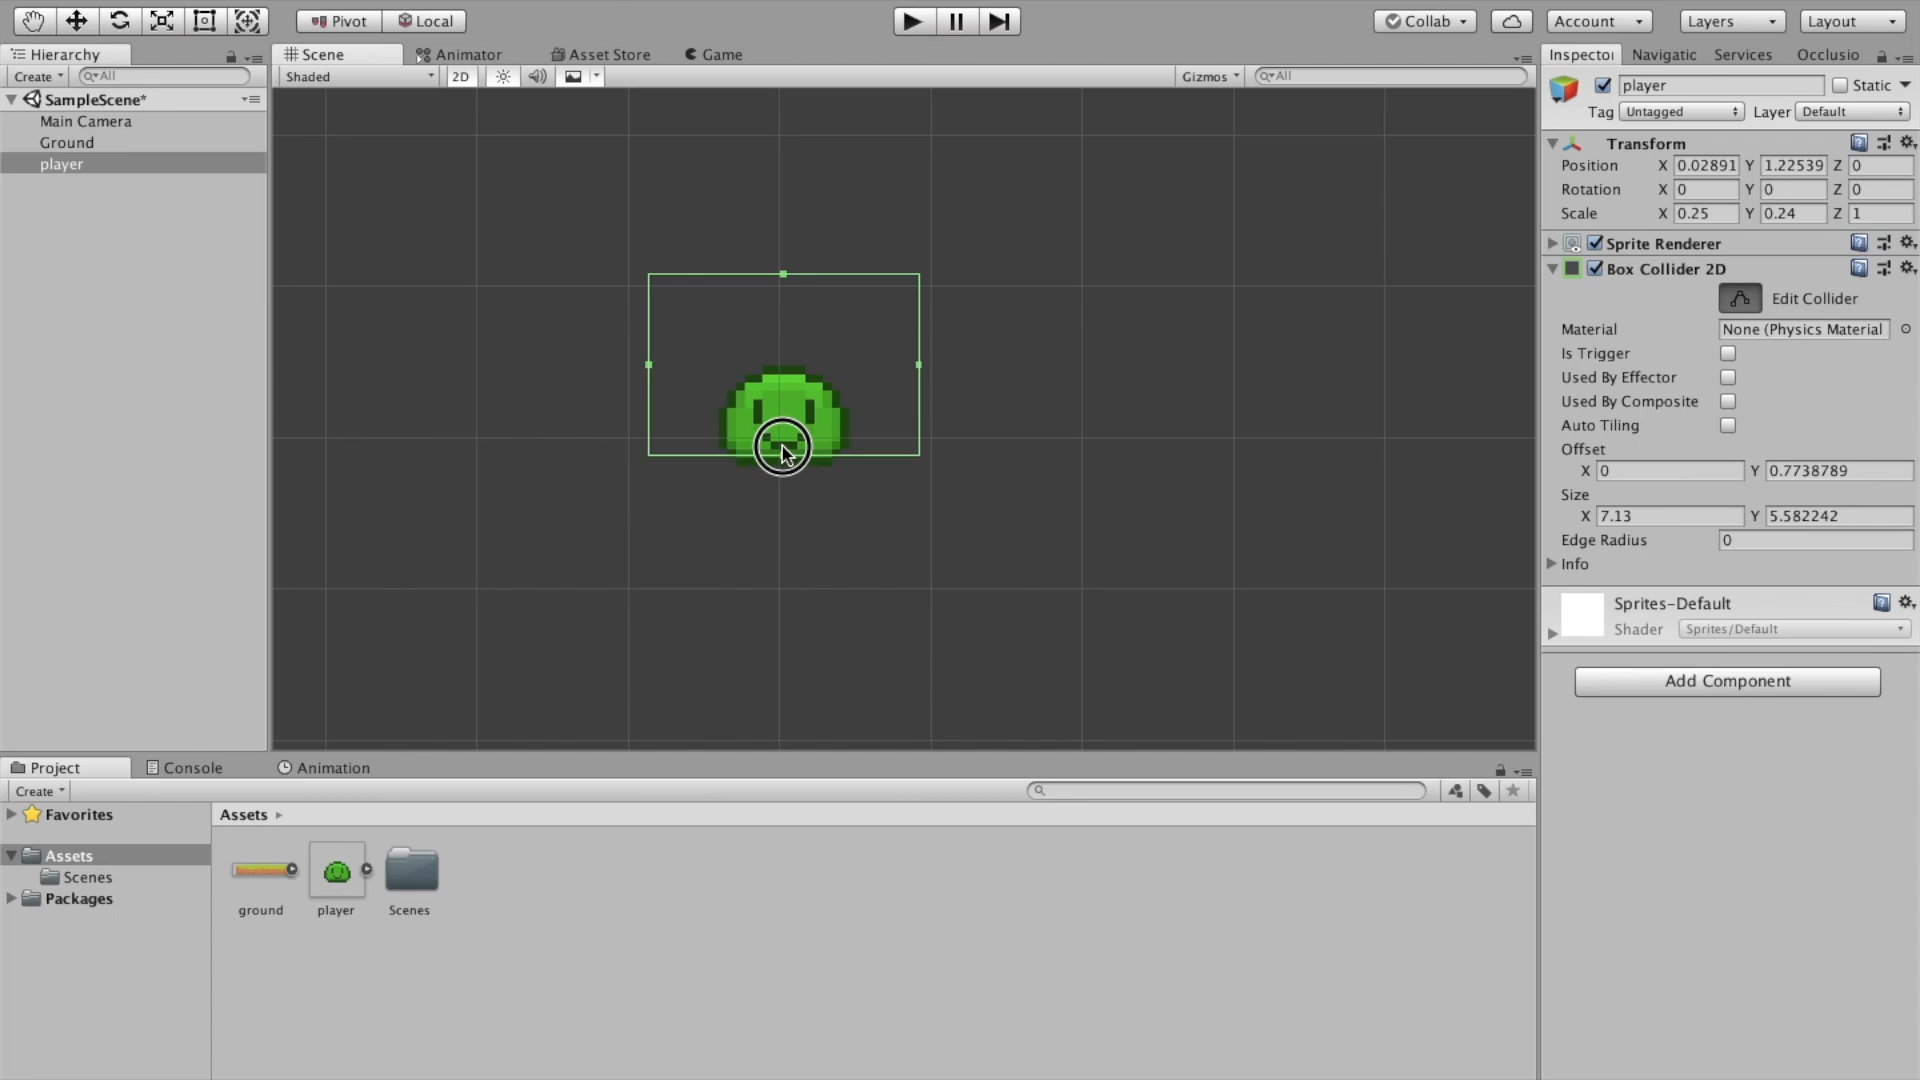 Pivot Local Collab Account Layers Layout
Hierarchy
Create All
SampleScene*
Main Camera
Ground
player
Scene Animator Asset Store Game
Shaded 2D Gizmos All
Inspector Navigatic Services Occlusio
player Static
Tag Untagged Layer Default
Transform
Position X 0.02891 Y 1.22539 Z 0
Rotation X 0 Y 0 Z 0
Scale X 0.25 Y 0.24 Z 1
Sprite Renderer
Box Collider 2D
Edit Collider
Material None (Physics Material
Is Trigger
Used By Effector
Used By Composite
Auto Tiling
Offset
X 0 Y 0.7738789
Size
X 7.13 Y 5.582242
Edge Radius 0
Info
Sprites-Default
Shader Sprites/Default
Add Component
Project Console Animation
Create
Favorites
Assets
Scenes
Packages
Assets
ground player Scenes